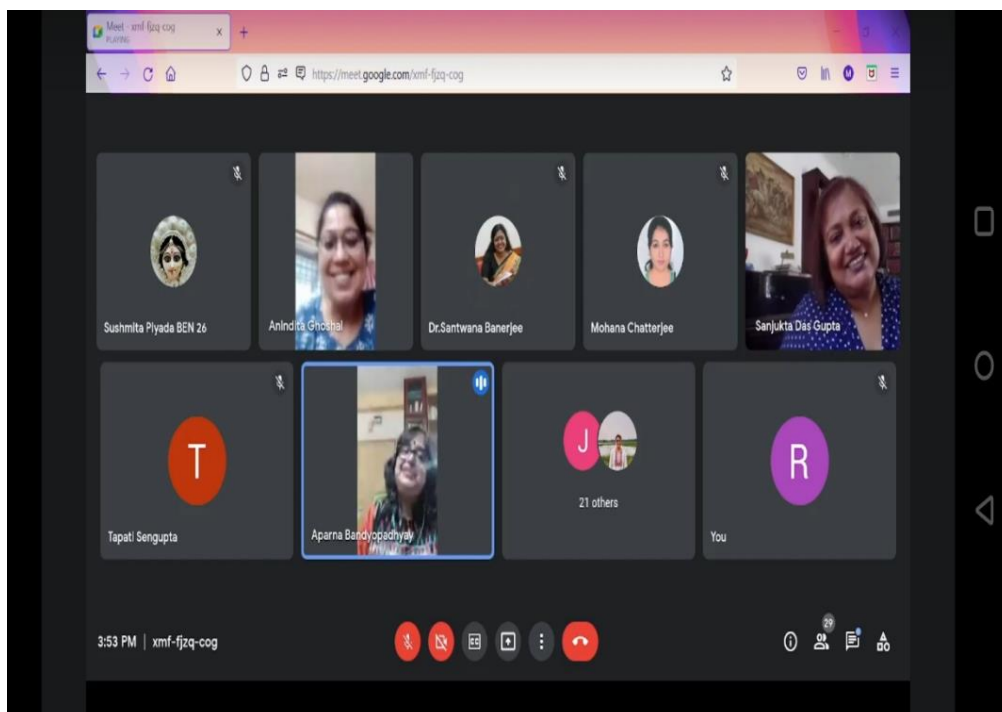 Meet - xmf-fjzq-cog
PLAYING
https://meet.google.com/xmf-fjzq-cog
M
Sushmita Piyada BEN 26
Anindita Ghoshal
Dr.Santwana Banerjee
Mohana Chatterjee
Sanjukta Das Gupta
T
Tapati Sengupta
Aparna Bandyopadhyay
J
21 others
R
You
3:53 PM | xmf-fjzq-cog
29